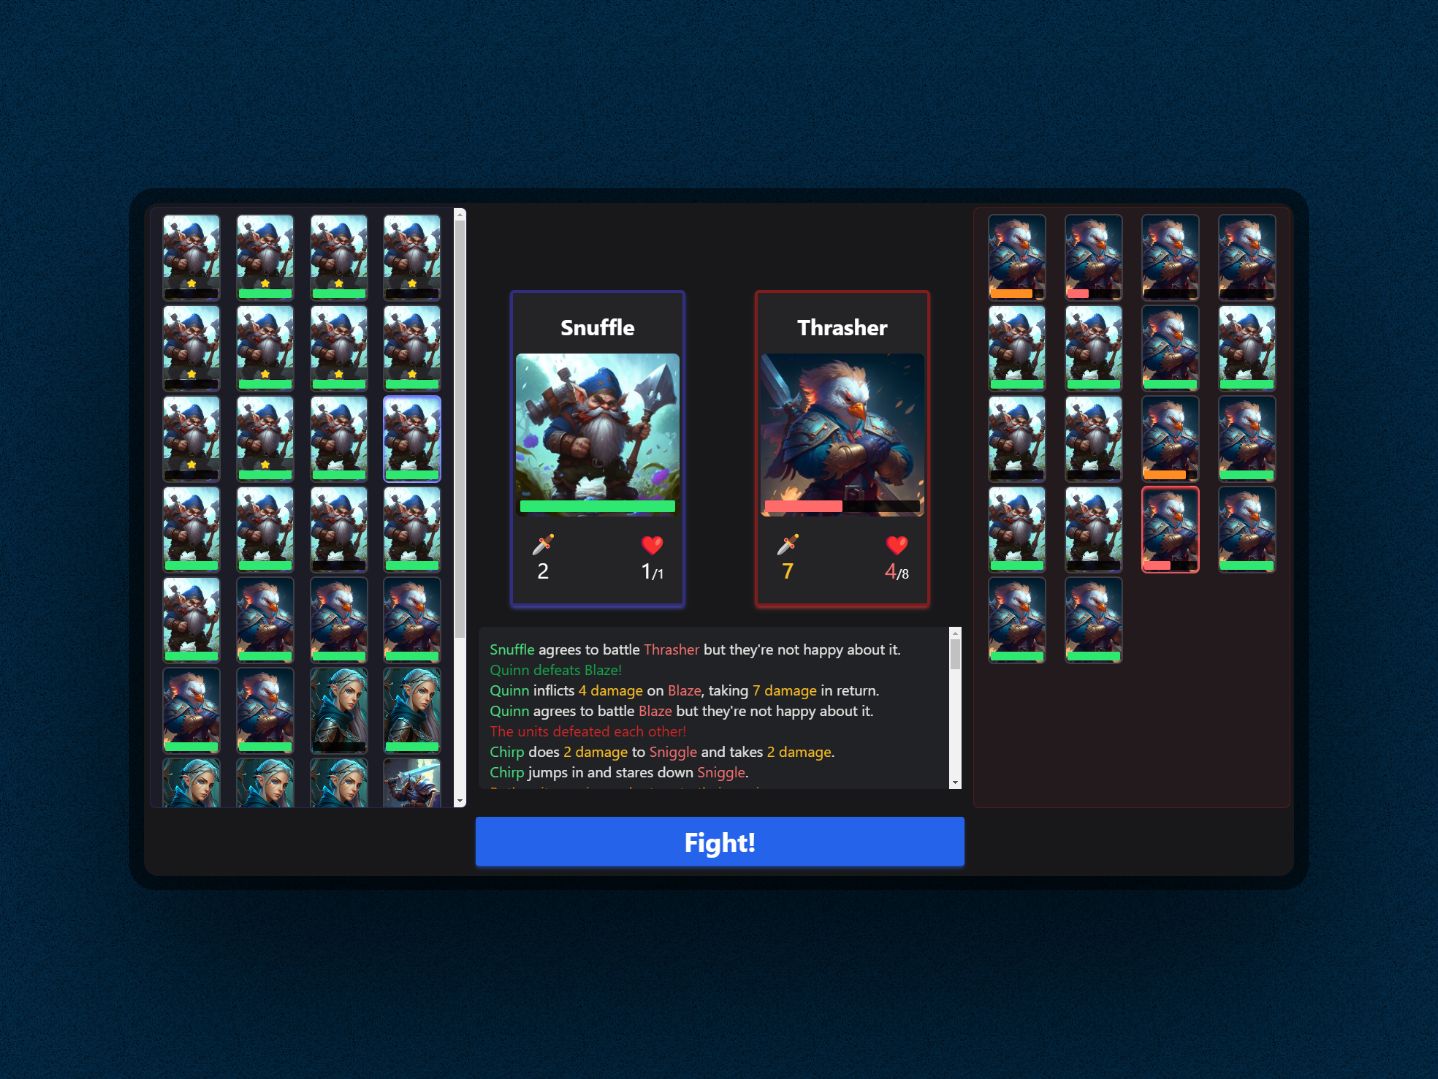 Snuffle
Thrasher
2
1/1
7
4/8
Snuffle agrees to battle Thrasher but they're not happy about it.
Quinn defeats Blaze!
Quinn inflicts 4 damage on Blaze, taking 7 damage in return.
Quinn agrees to battle Blaze but they're not happy about it.
The units defeated each other!
Chirp does 2 damage to Sniggle and takes 2 damage.
Chirp jumps in and stares down Sniggle.
Fight!